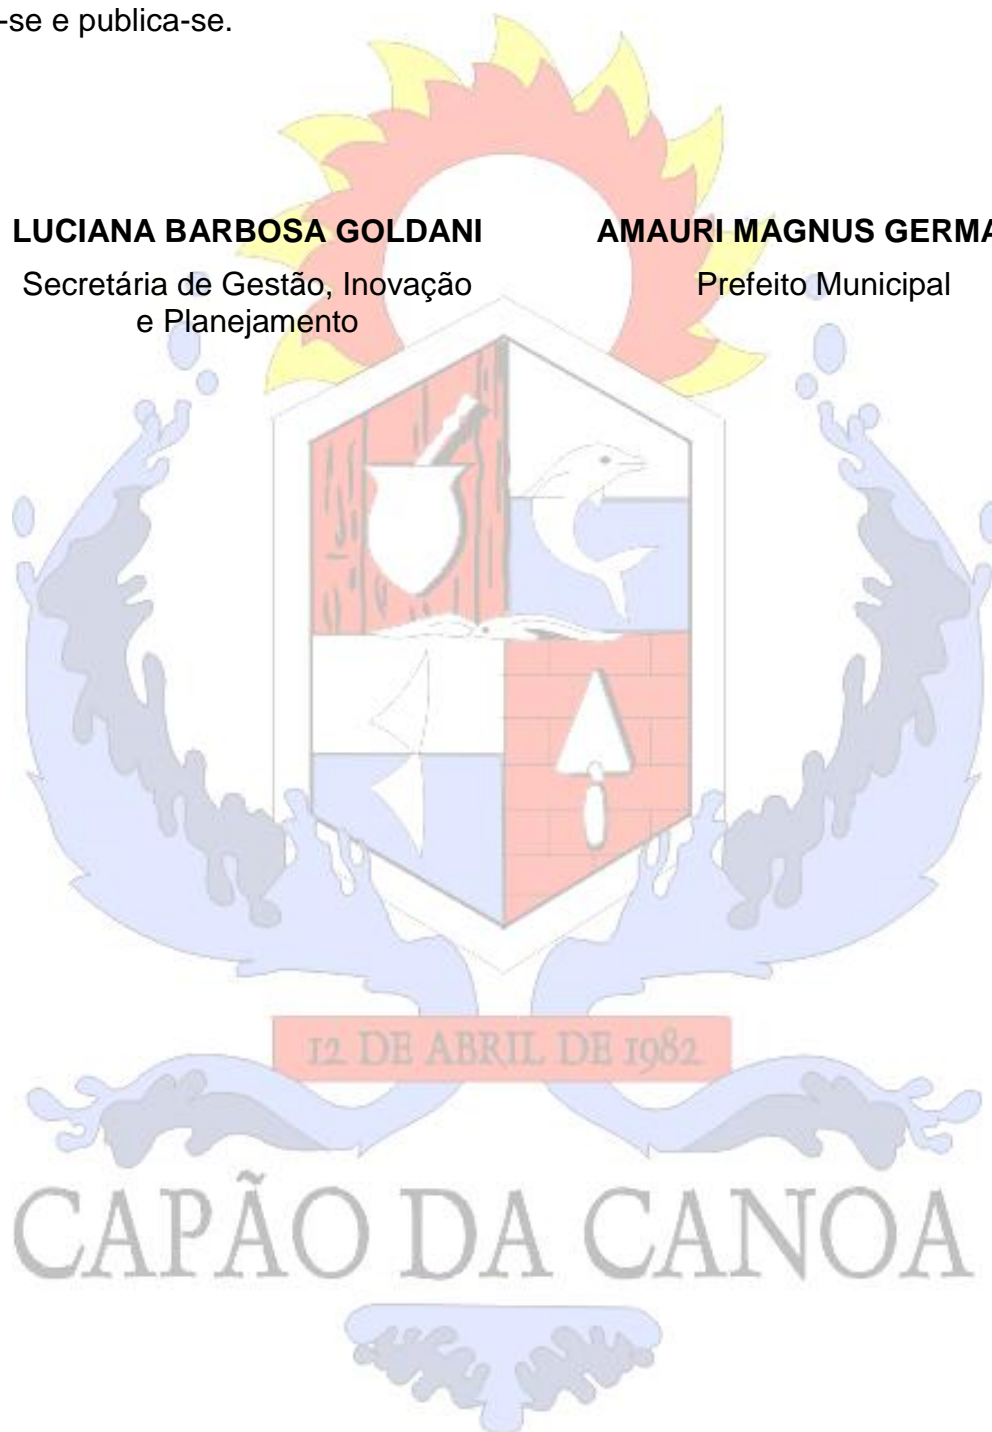 -se e publica-se.
LUCIANA BARBOSA GOLDANI
AMAURI MAGNUS
Secretária de Gestão, Inovação
e Planejamento
Prefeito Municipal
12 DE ABRIL DE 1982
CAPÃO DA CANOA